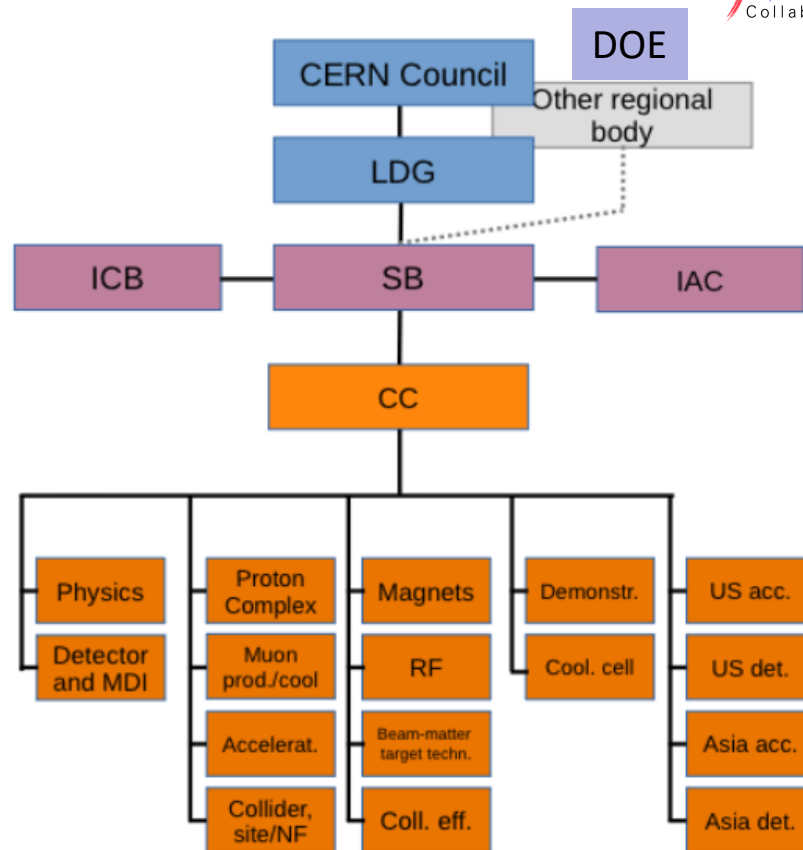 Collab
DOE
CERN Council
Other regional
body
LDG
ICB
SB
IAC
CC
Physics
Proton
Complex
Magnets
Demonstr.
US acc.
Detector
and MDI
Muon
prod./cool
RF
Cool. cell
US det.
Accelerat.
Beam-matter
target techn.
Asia acc.
Collider,
site/NF
Coll. eff.
Asia det.